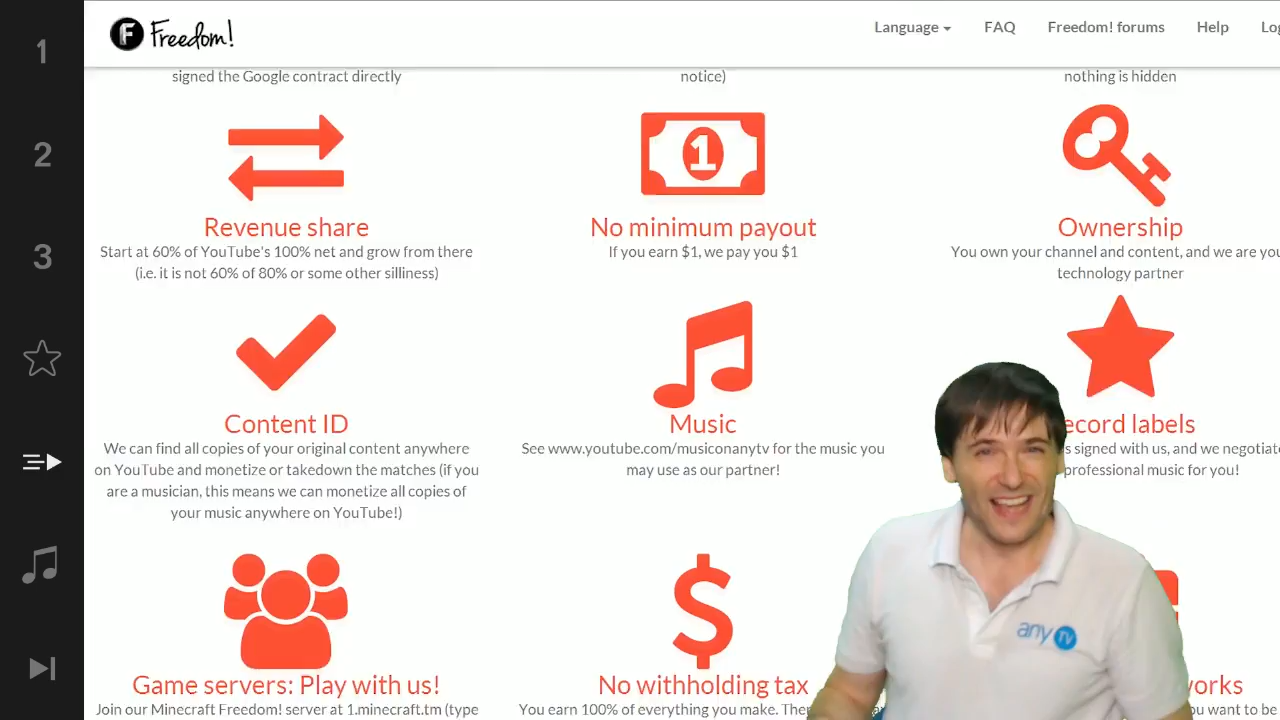 1
2
3
F Freedom!
Language
FAQ
Freedom! forums
Help
signed the Google contract directly
notice)
nothing is hidden
1
Revenue share
Start at 60% of YouTube's 100% net and grow from there
(i.e. it is not 60% of 80% or some other silliness)
No minimum payout
If you earn $1, we pay you $1
Ownership
You own your channel and content, and we are
technology partner
Content ID
We can find all copies of your original content anywhere
on YouTube and monetize or takedown the matches (if you
are a musician, this means we can monetize all copies of
your music anywhere on YouTube!)
Music
See www.youtube.com/musiconanytv for the music you
may use as our partner!
ecord labels
signed with us, and we
professional music for you!
Game servers: Play with us!
Join our Minecraft Freedom! server at 1.minecraft.tm (type
$
No withholding tax
You earn 100% of everything you make.
works
you want to be
any TV